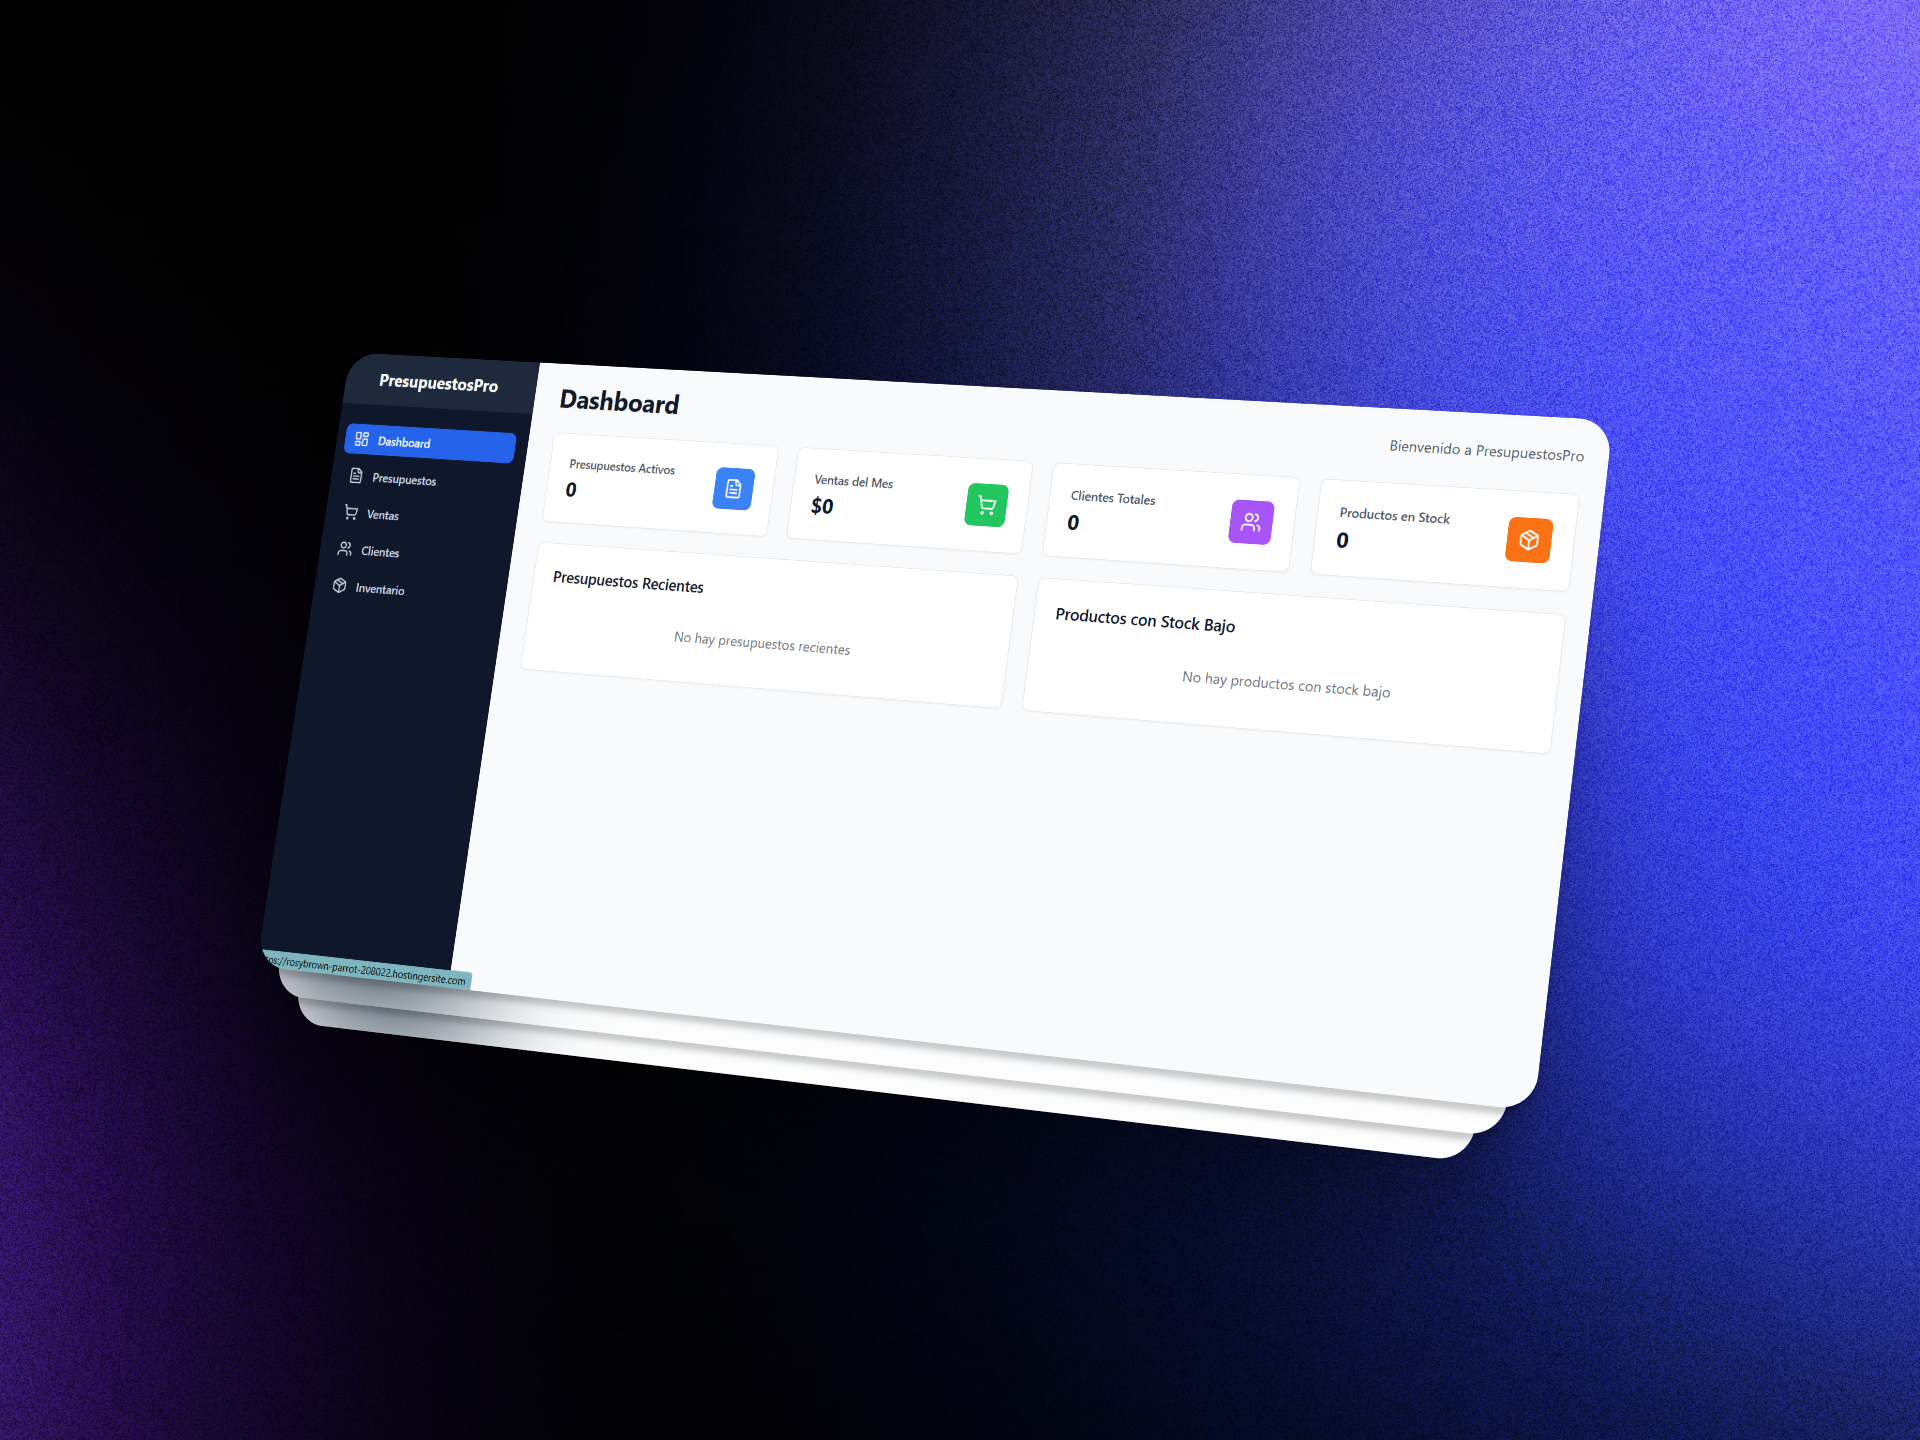 PresupuestosPro
Dashboard
Presupuestos
Ventas
Clientes
Inventario
Dashboard
Bienvenido a PresupuestosPro
Presupuestos Activos
0
Ventas del Mes
$0
Clientes Totales
0
Productos en Stock
0
Presupuestos Recientes
No hay presupuestos recientes
Productos con Stock Bajo
No hay productos con stock bajo
ps://rosybrown-parrot-208022.hostingersite.com